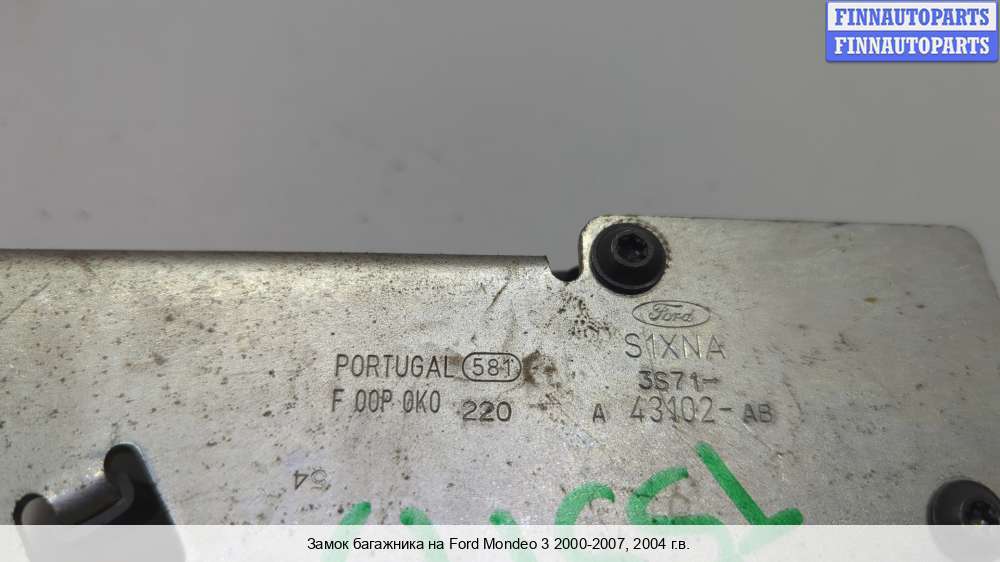 FINNAUTOPARTS
FINNAUTOPARTS
Ford
S1XNA
PORTUGAL 581
3S71-
F 00P 0K0 220
A 43102-AB
54
Замок багажника на Ford Mondeo 3 2000-2007, 2004 г.в.